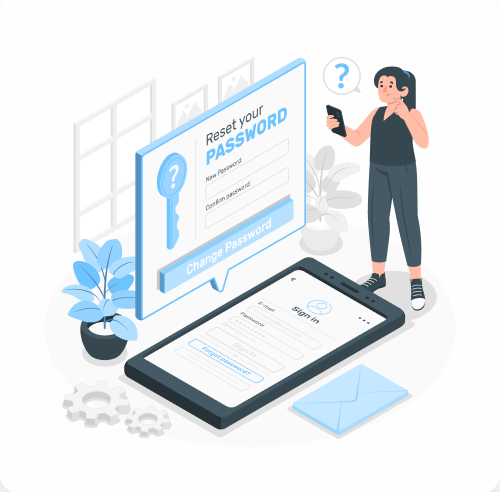 ?
Reset your
PASSWORD
?
New Password:
Confirm password:
Change Password
Sign in
E-mail
Password
********
Sign in
Forgot password?